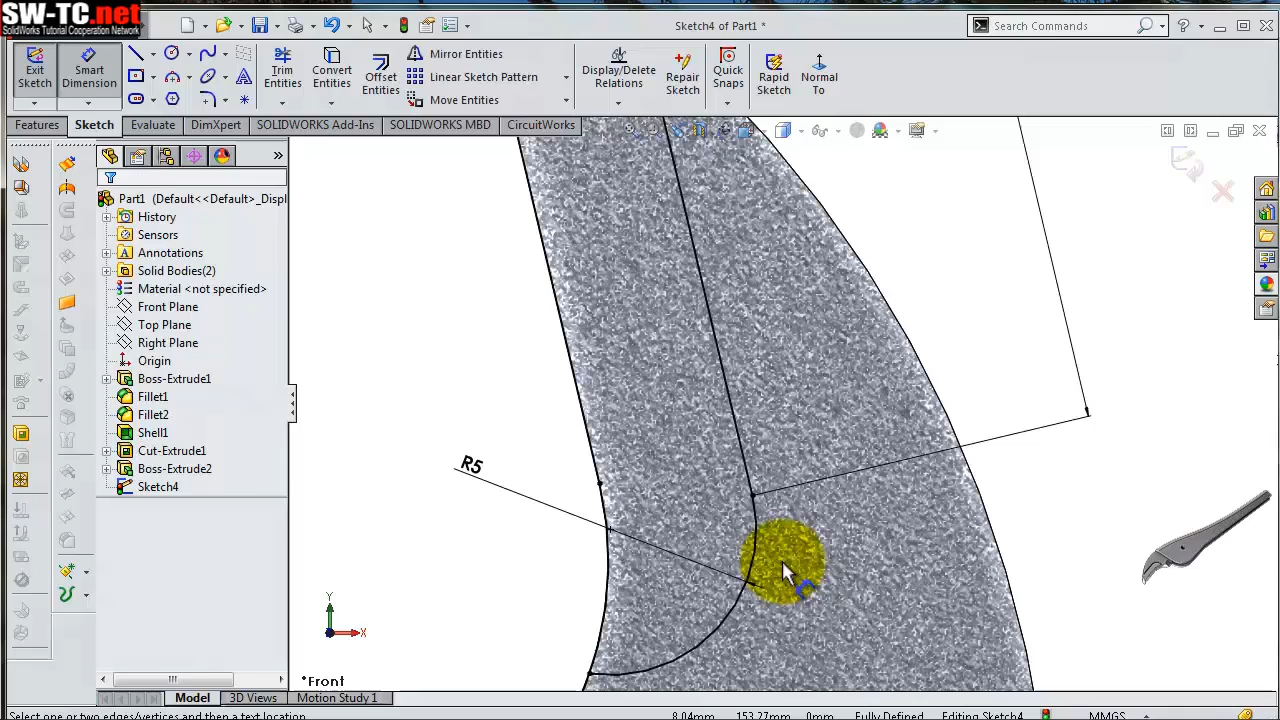 SW-TC.net
SolidWorks Tutorial Cooperation Network
Sketch4 of Part1 *
Search Commands
Exit Sketch
Smart Dimension
Trim Entities
Convert Entities
Offset Entities
Mirror Entities
Linear Sketch Pattern
Move Entities
Display/Delete Relations
Repair Sketch
Quick Snaps
Rapid Sketch
Normal To
Features
Sketch
Evaluate
DimXpert
SOLIDWORKS Add-Ins
SOLIDWORKS MBD
CircuitWorks
Part1 (Default<<Default>_Displ
History
Sensors
Annotations
Solid Bodies(2)
Material <not specified>
Front Plane
Top Plane
Right Plane
Origin
Boss-Extrude1
Fillet1
Fillet2
Shell1
Cut-Extrude1
Boss-Extrude2
Sketch4
R5
Y
X
*Front
Model
3D Views
Motion Study 1
Select one or two edges/vertices and then a text location
8.04mm
153.27mm
0mm
Fully Defined
Editing Sketch4
MMGS